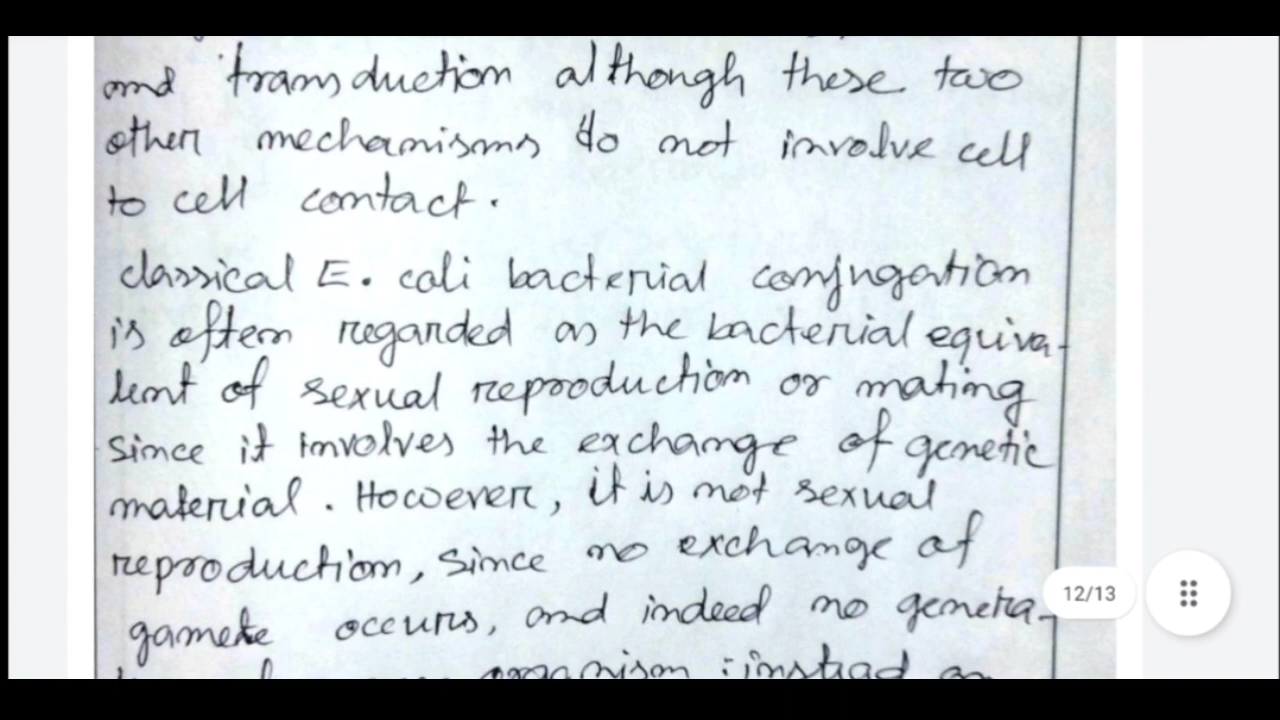 and transduction although these two
other mechanisms do not involve cell
to cell contact.
classical E. coli bacterial conjugation
is often regarded as the bacterial equiva-
lent of sexual reproduction or mating
since it involves the exchange of genetic
material. However, it is not sexual
reproduction, since no exchange of
gamete occurs, and indeed no genera-
organism : instead an
12/13